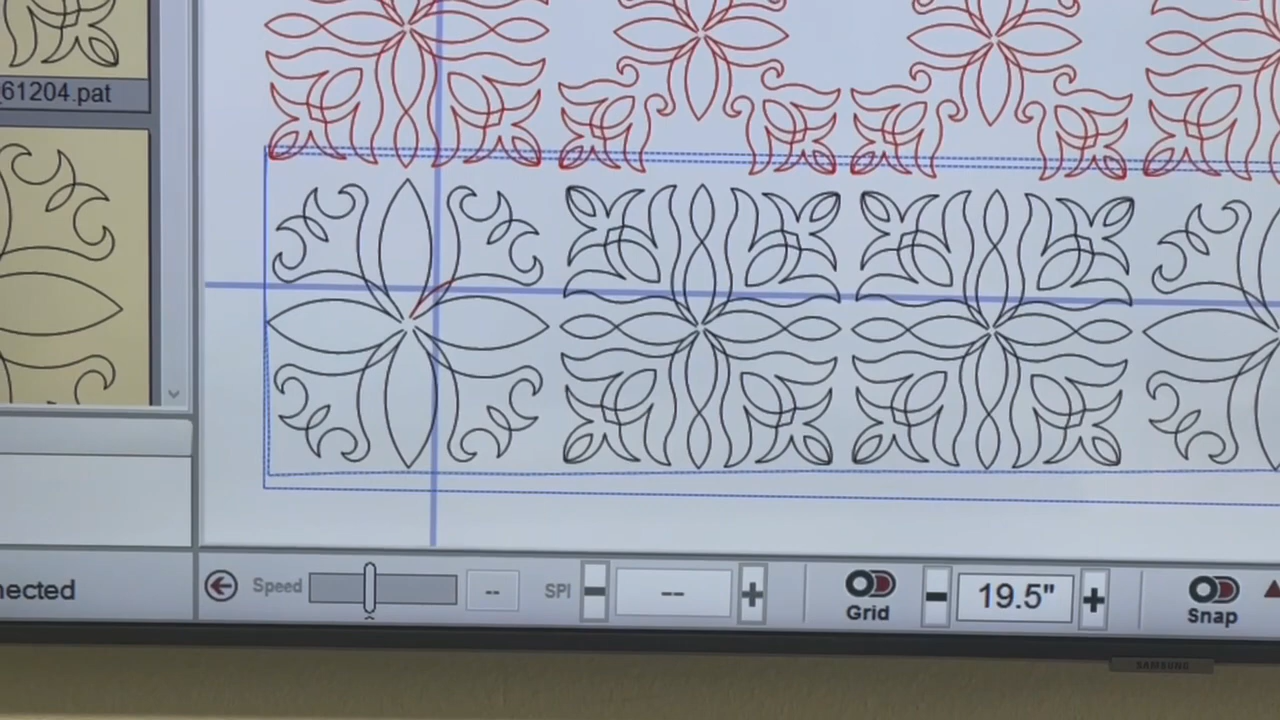 61204.pat
nected
Speed
--
SPI
--
Grid
19.5"
Snap
SAMSUNG